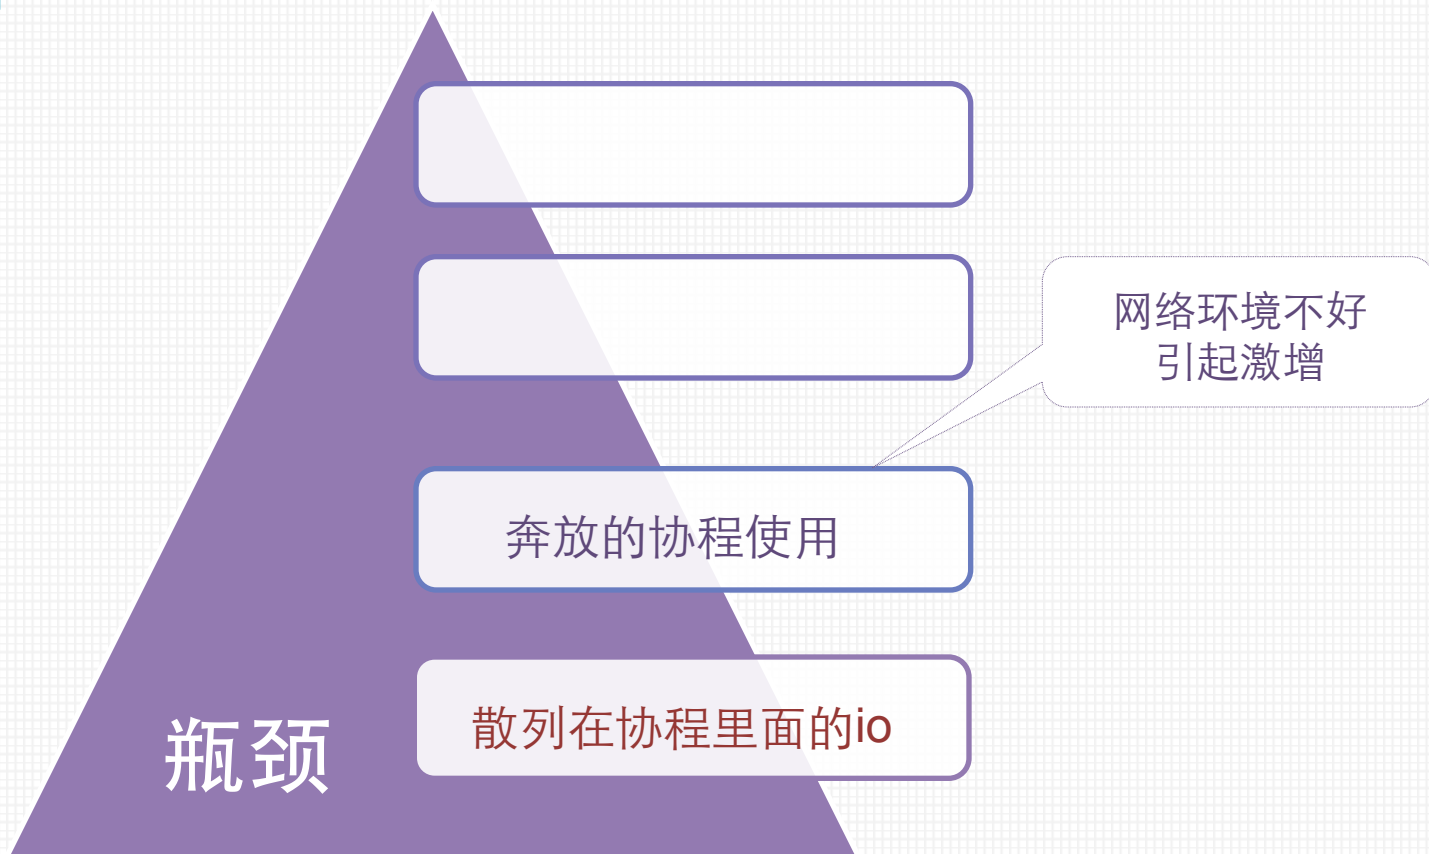 网络环境不好
引起激增
奔放的协程使用
散列在协程里面的io
瓶颈